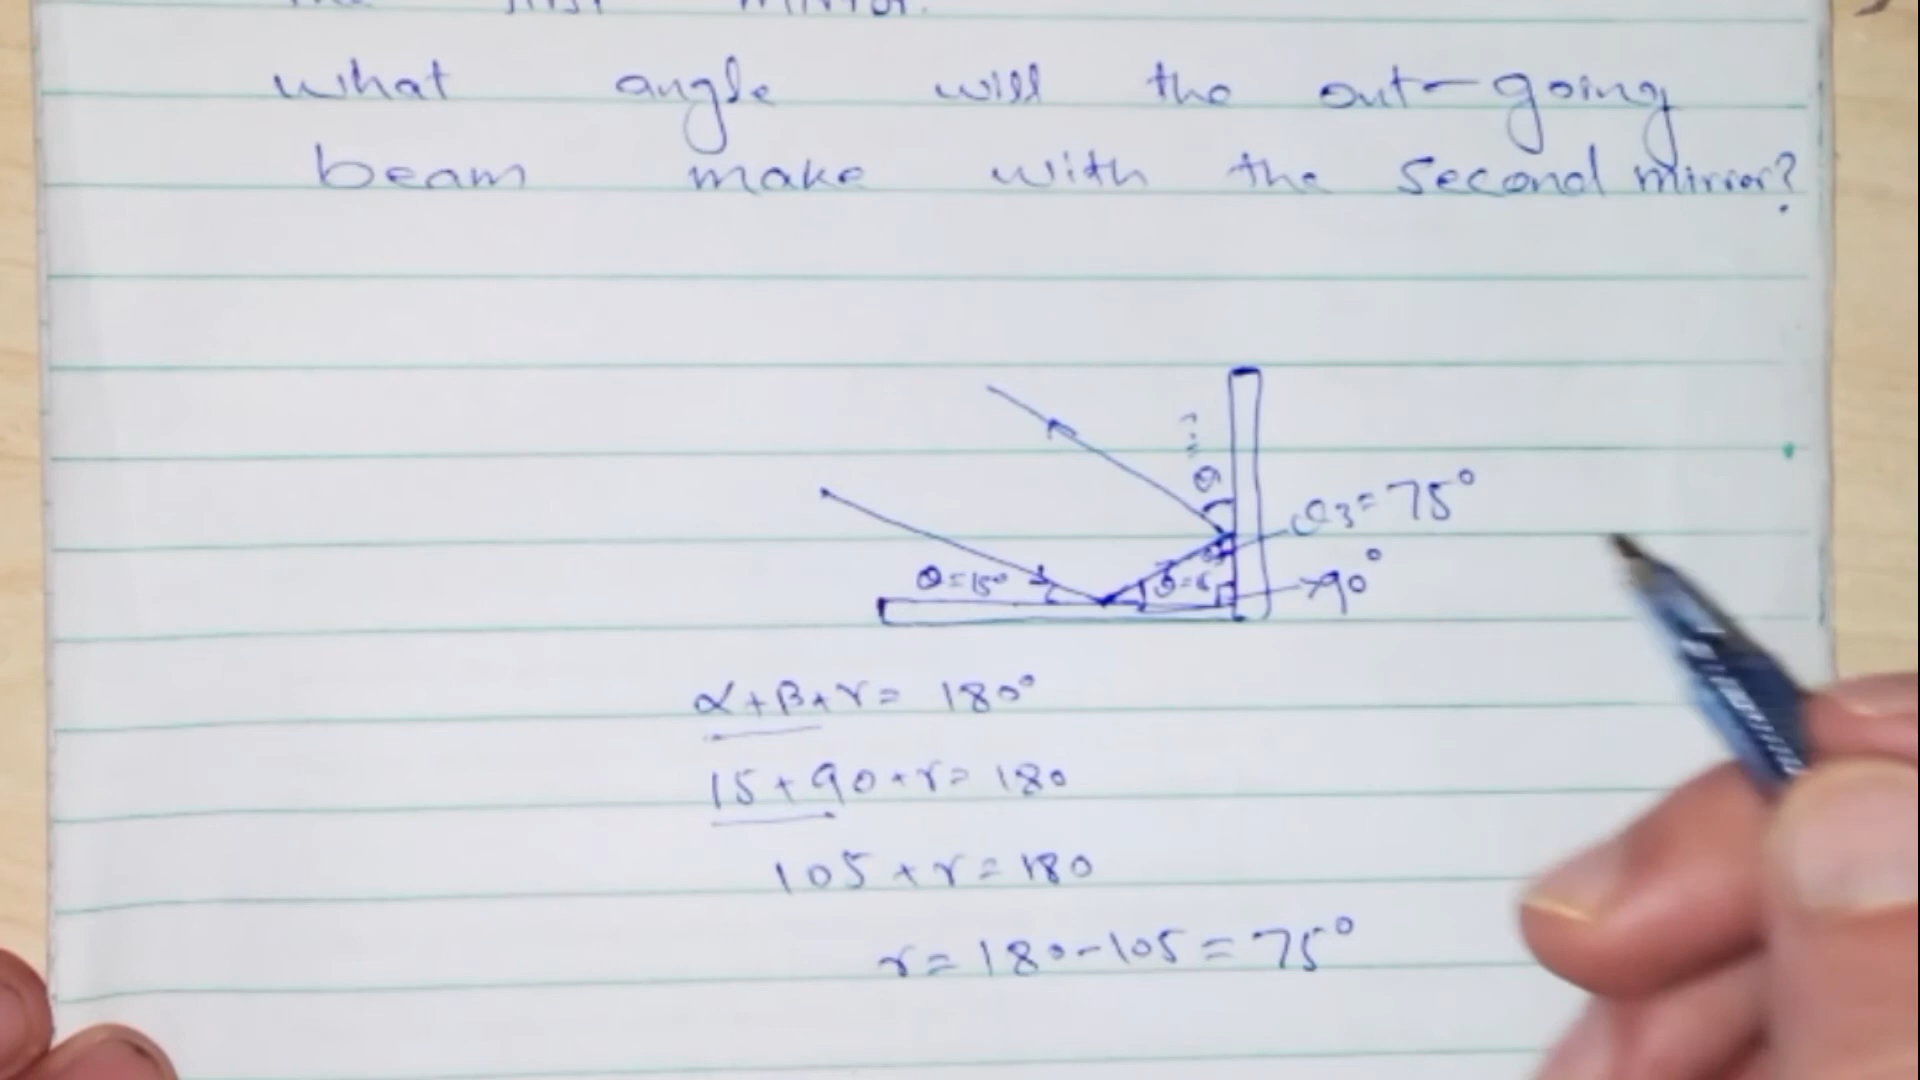 what angle will the out-going
beam make with the second mirror?
θ
θ3=75°
θ=15°
90°
α+β+γ= 180°
15+90+γ= 180
105+γ=180
γ=180-105=75°